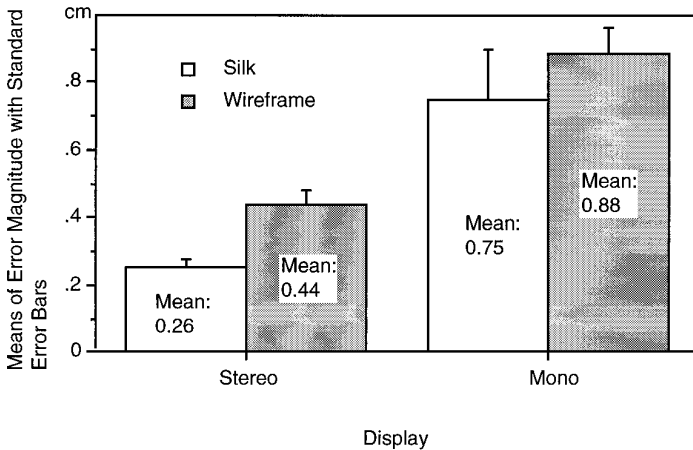 Means of Error Magnitude with Standard
Error Bars
cm
.8
.6
.4
.2
0
Silk
Wireframe
Mean:
0.26
Mean:
0.44
Mean:
0.75
Mean:
0.88
Stereo
Mono
Display